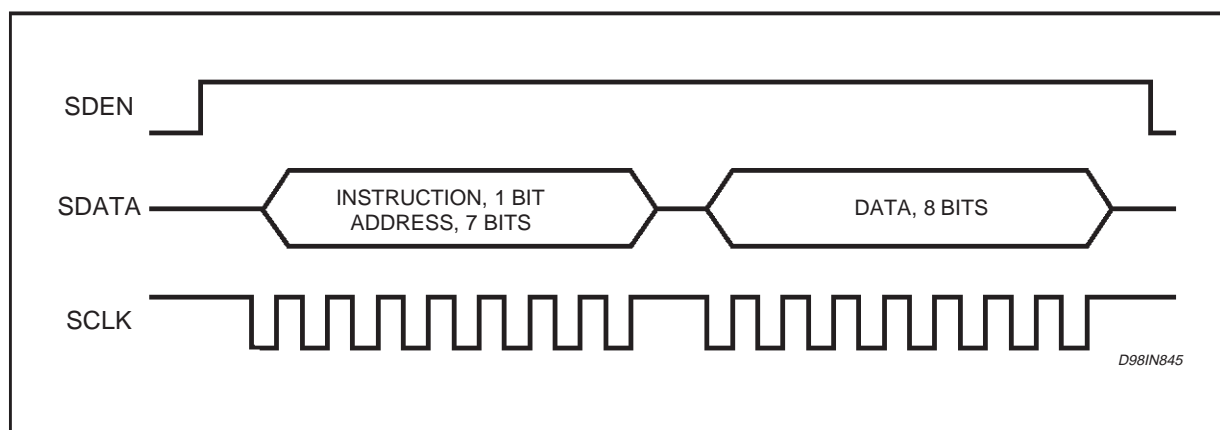 SDEN
SDATA
INSTRUCTION, 1 BIT
ADDRESS, 7 BITS
DATA, 8 BITS
SCLK
D98IN845